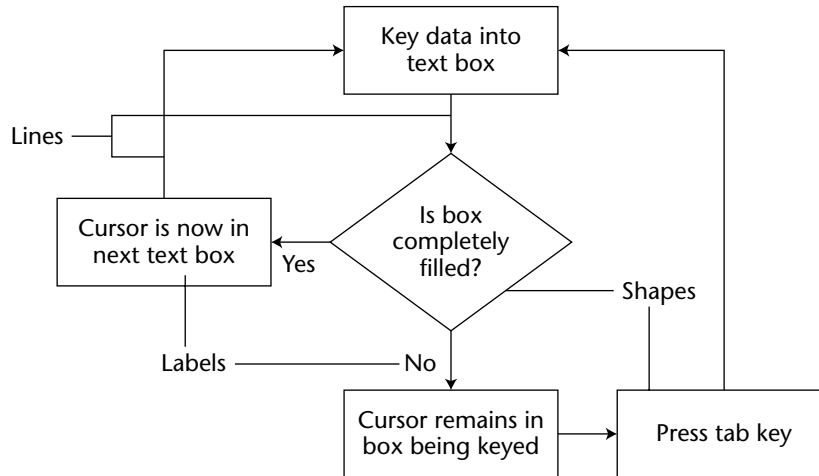 Key data into
text box
Lines
Cursor is now in
next text box
Yes
Is box
completely
filled?
Shapes
Labels
No
Cursor remains in
box being keyed
Press tab key